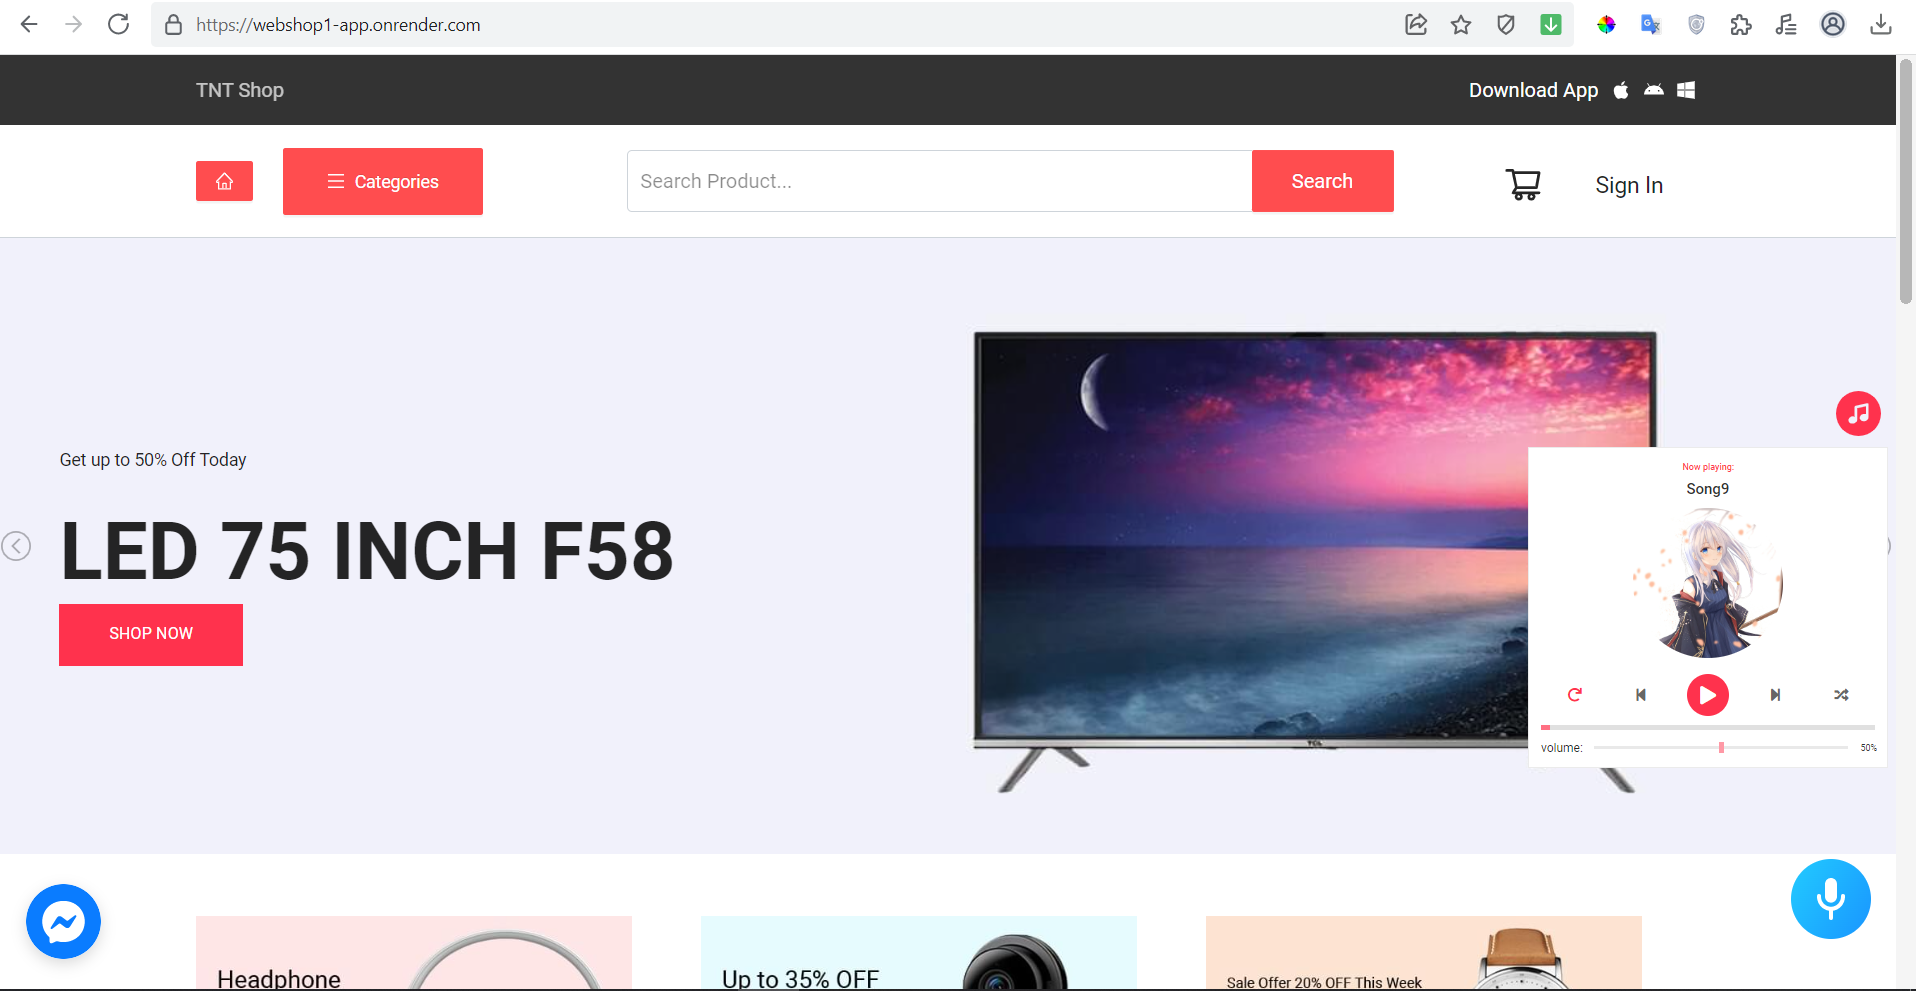 https://webshop1-app.onrender.com
TNT Shop
Download App
Categories
Search Product...
Search
Sign In
Get up to 50% Off Today
LED 75 INCH F58
SHOP NOW
TCL
Now playing:
Song9
volume:
50%
Headphone
Up to 35% OFF
Sale Offer 20% OFF This Week